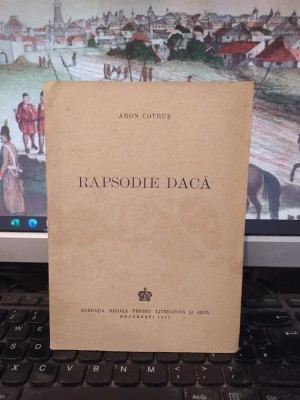 ARON COTRUȘ
RAPSODIE DACĂ
FUNDAȚIA REGALĂ PENTRU LITERATURĂ ȘI ARTĂ
BUCUREȘTI